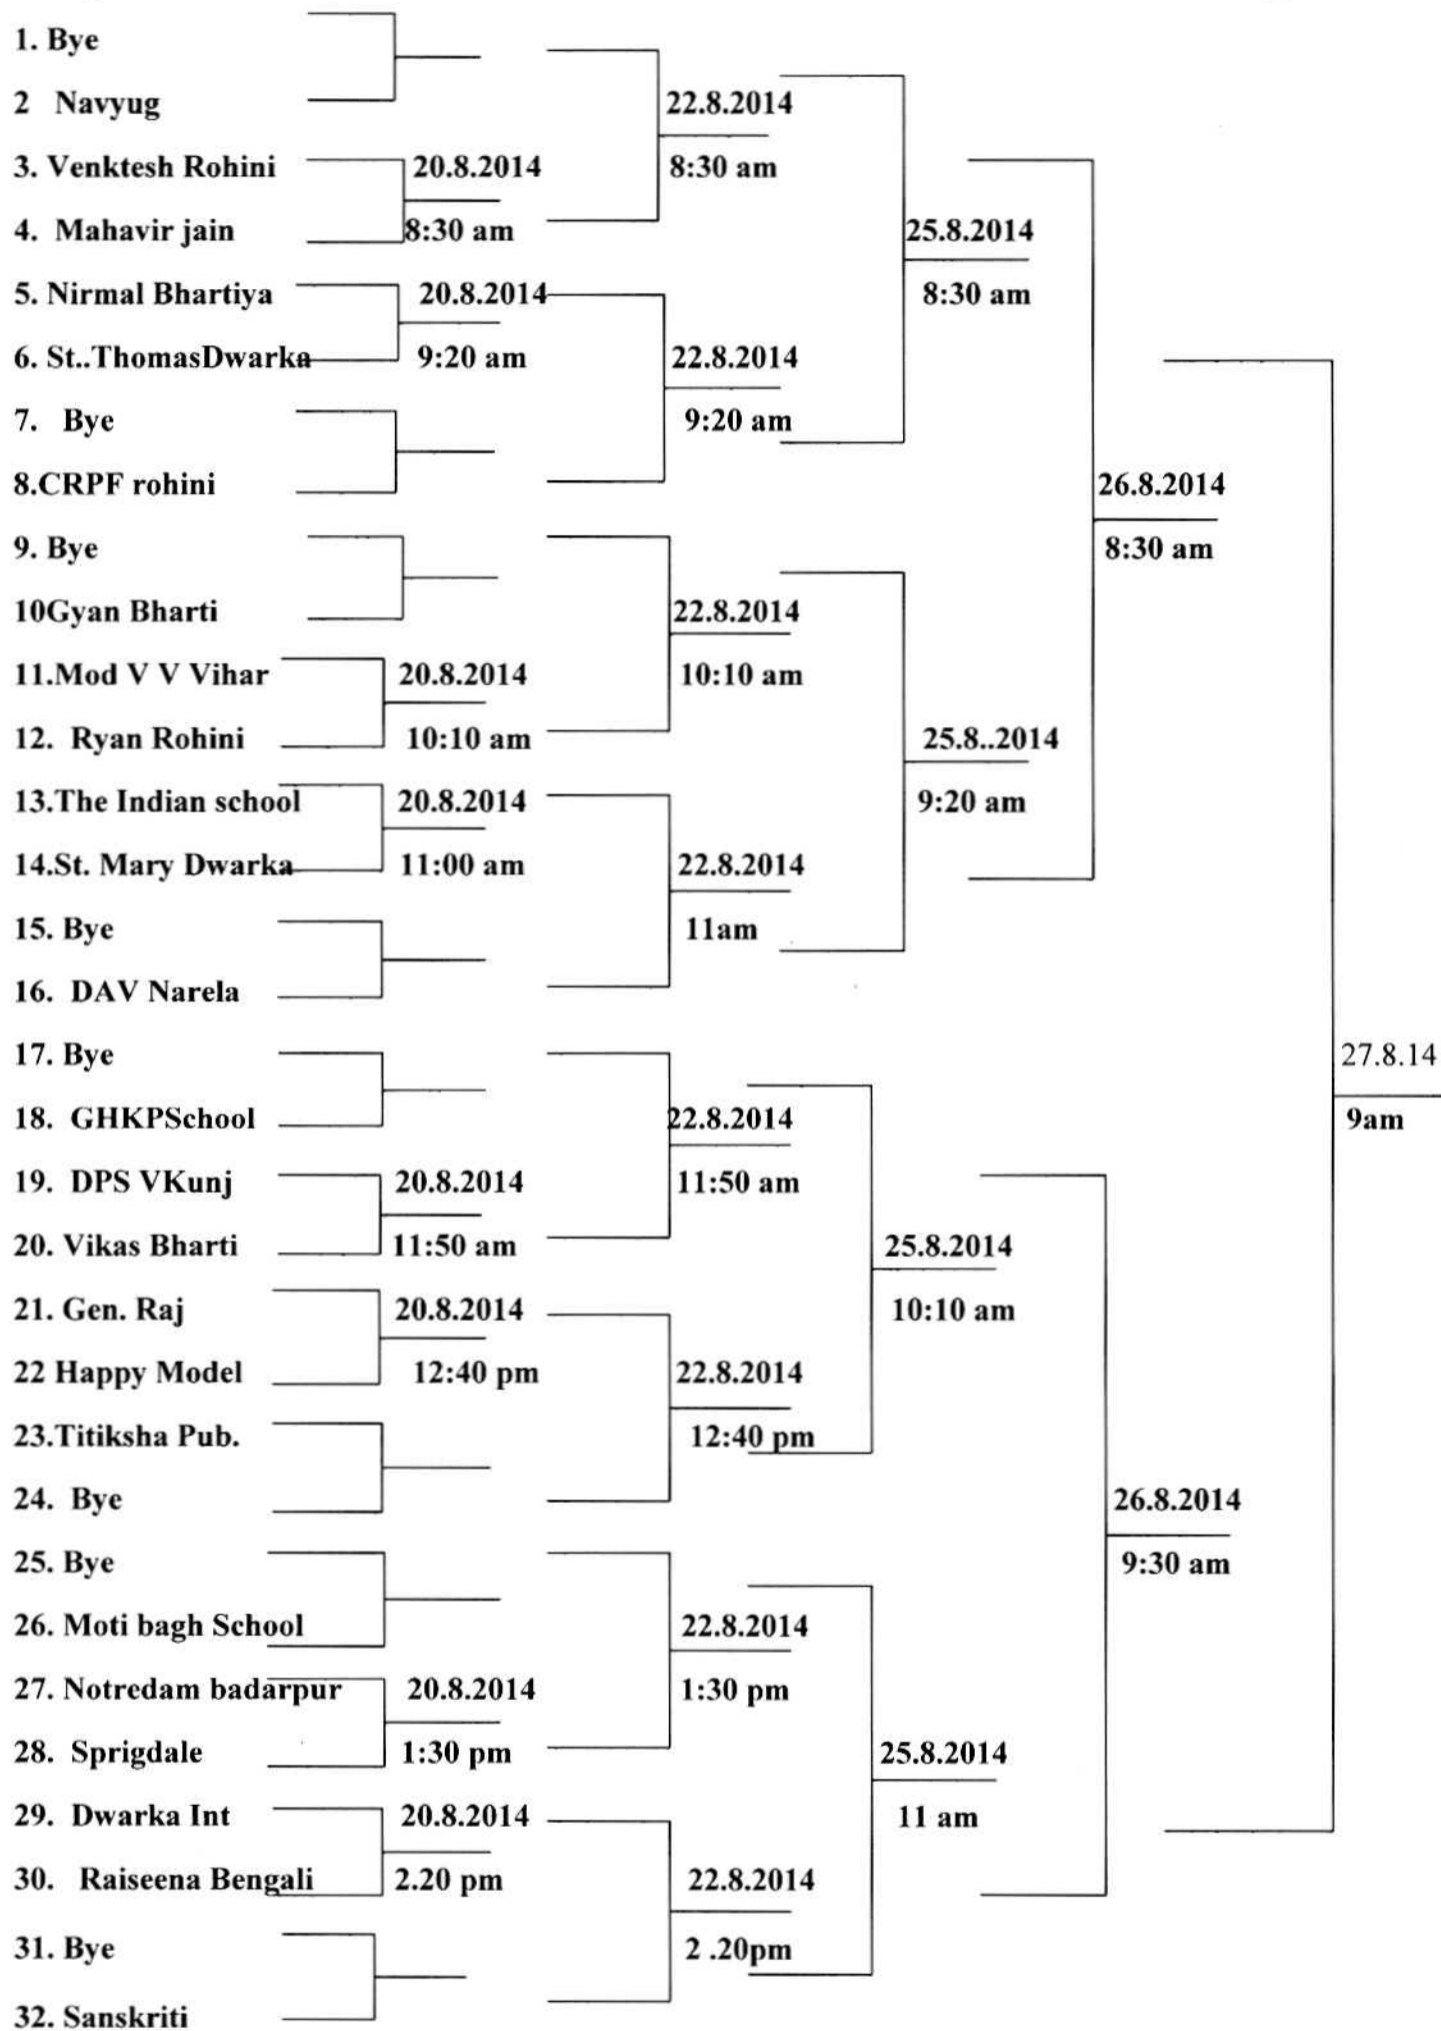 1. Bye
2 Navyug
22.8.2014
3. Venktesh Rohini 20.8.2014 8:30 am
4. Mahavir jain 8:30 am 25.8.2014
5. Nirmal Bhartiya 20.8.2014 8:30 am
6. St..ThomasDwarka 9:20 am 22.8.2014
7. Bye 9:20 am
8.CRPF rohini 26.8.2014
9. Bye 8:30 am
10Gyan Bharti 22.8.2014
11.Mod V V Vihar 20.8.2014 10:10 am
12. Ryan Rohini 10:10 am 25.8..2014
13.The Indian school 20.8.2014 9:20 am
14.St. Mary Dwarka 11:00 am 22.8.2014
15. Bye 11am
16. DAV Narela
17. Bye 27.8.14
18. GHKPSchool 22.8.2014 9am
19. DPS VKunj 20.8.2014 11:50 am
20. Vikas Bharti 11:50 am 25.8.2014
21. Gen. Raj 20.8.2014 10:10 am
22 Happy Model 12:40 pm 22.8.2014
23.Titiksha Pub. 12:40 pm
24. Bye 26.8.2014
25. Bye 9:30 am
26. Moti bagh School 22.8.2014
27. Notredam badarpur 20.8.2014 1:30 pm
28. Sprigdale 1:30 pm 25.8.2014
29. Dwarka Int 20.8.2014 11 am
30. Raiseena Bengali 2.20 pm 22.8.2014
31. Bye 2 .20pm
32. Sanskriti